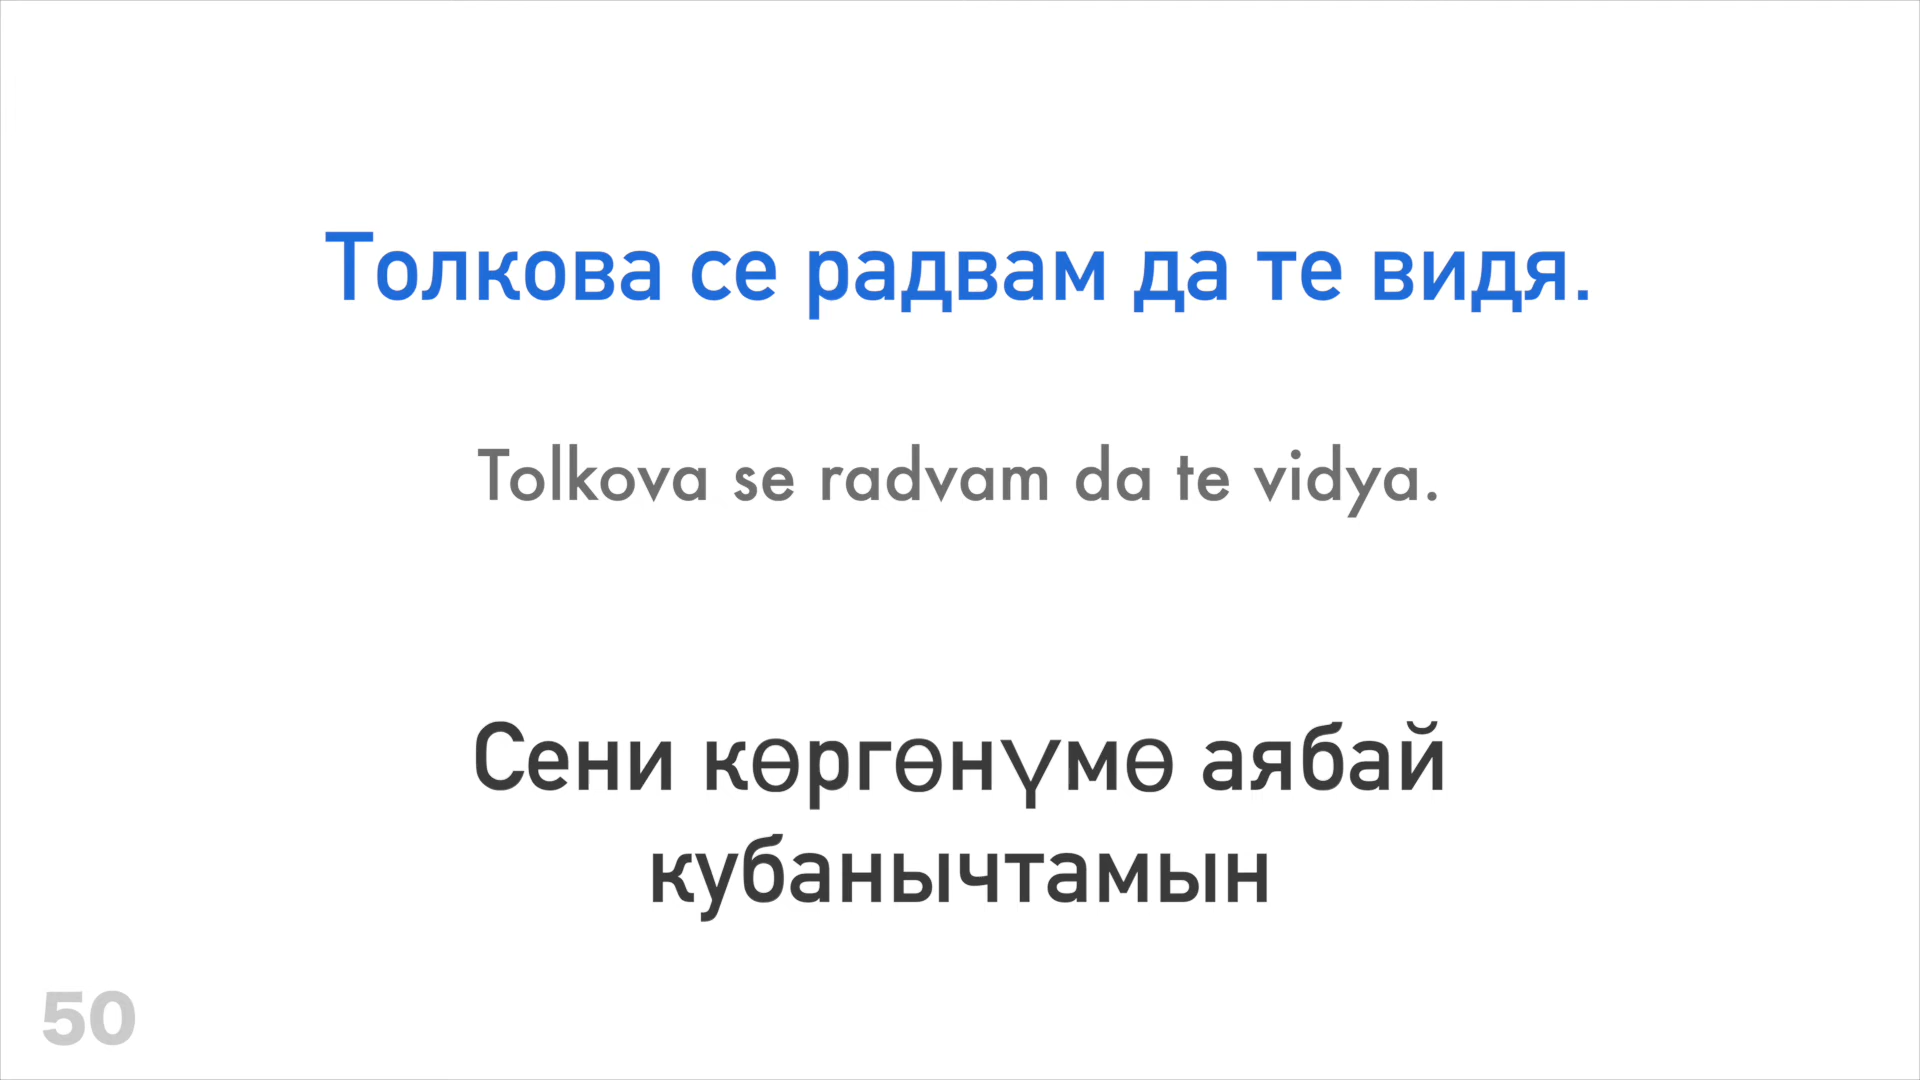 Толкова се радвам да те видя.
Tolkova se radvam da te vidya.
Сени көргөнүмө аябай
кубанычтамын
50